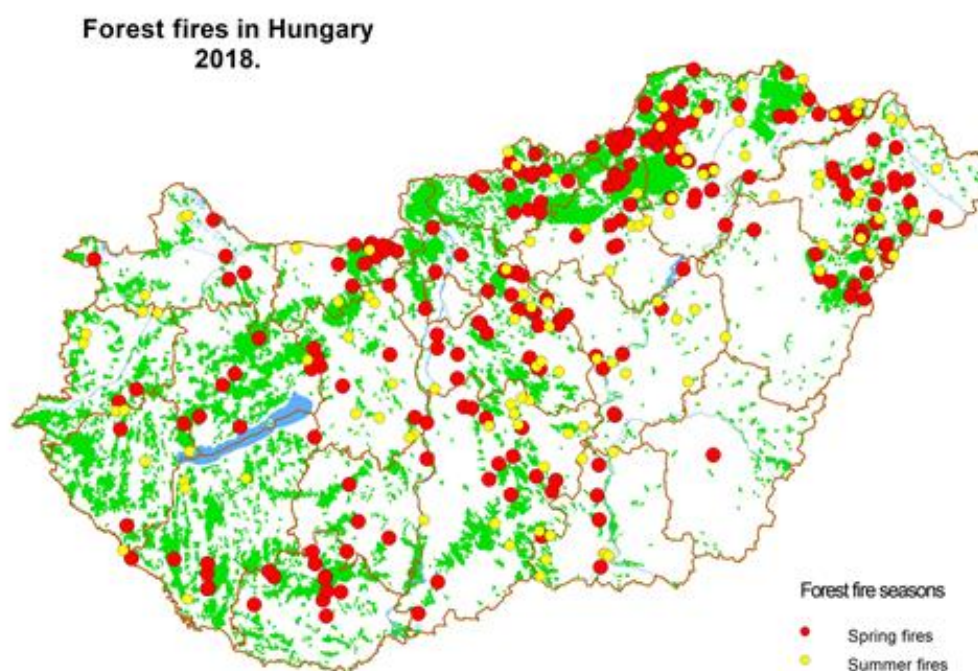 Forest fires in Hungary
2018.
Forest fire seasons
Spring fires
Summer fires